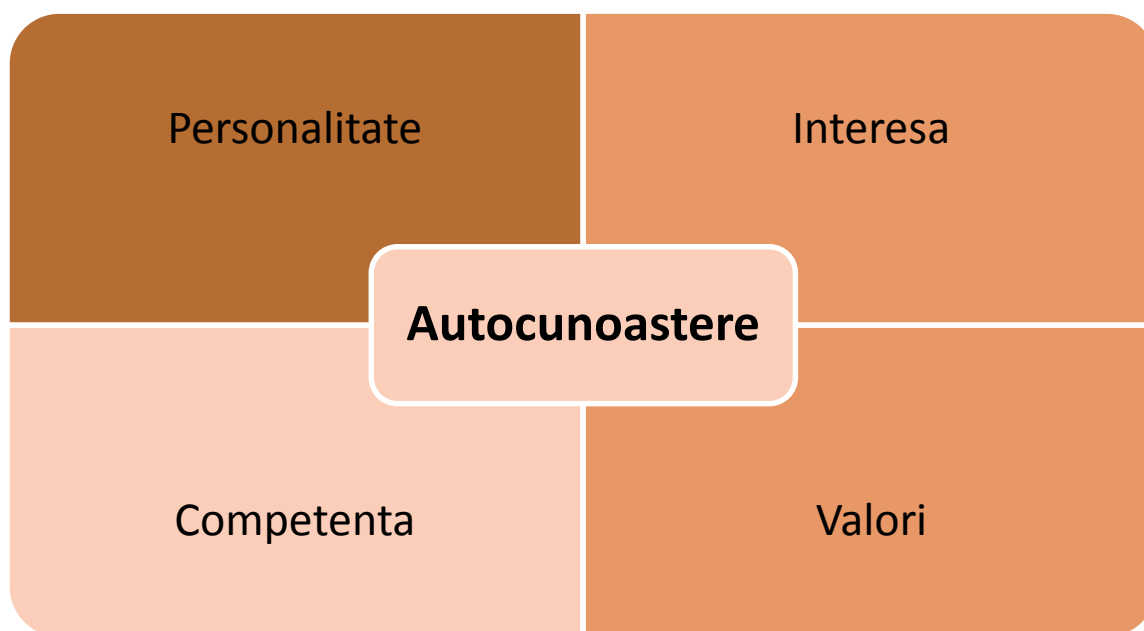 Personalitate
Interesa
Autocunoastere
Competenta
Valori